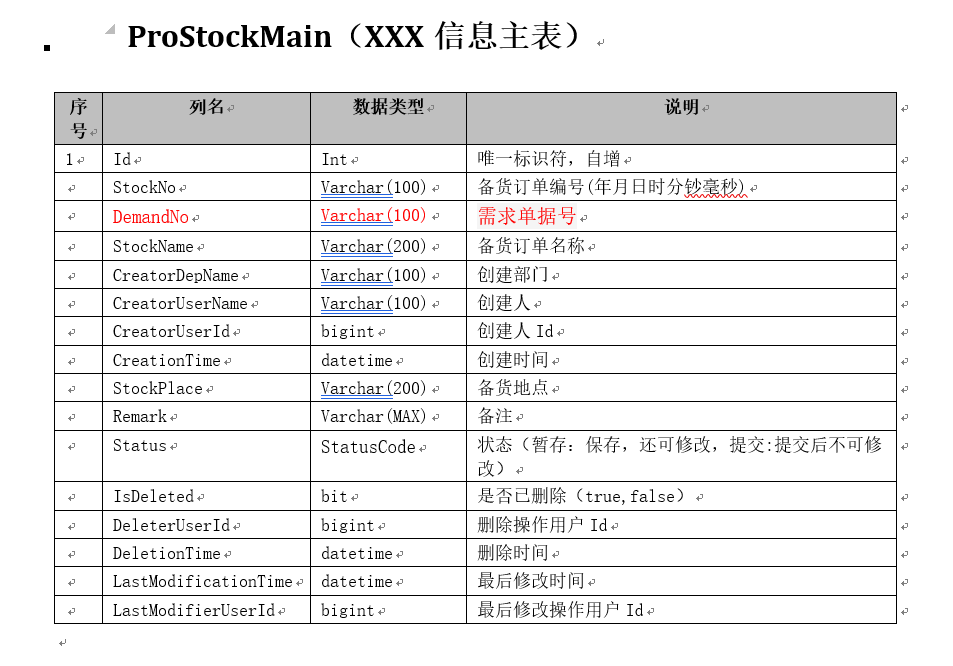 ProStockMain（XXX 信息主表）
序号 列名 数据类型 说明
1 Id Int 唯一标识符，自增
StockNo Varchar(100) 备货订单编号(年月日时分钞毫秒)
DemandNo Varchar(100) 需求单据号
StockName Varchar(200) 备货订单名称
CreatorDepName Varchar(100) 创建部门
CreatorUserName Varchar(100) 创建人
CreatorUserId bigint 创建人 Id
CreationTime datetime 创建时间
StockPlace Varchar(200) 备货地点
Remark Varchar(MAX) 备注
Status StatusCode 状态（暂存：保存，还可修改，提交:提交后不可修
改）
IsDeleted bit 是否已删除（true,false）
DeleterUserId bigint 删除操作用户 Id
DeletionTime datetime 删除时间
LastModificationTime datetime 最后修改时间
LastModifierUserId bigint 最后修改操作用户 Id